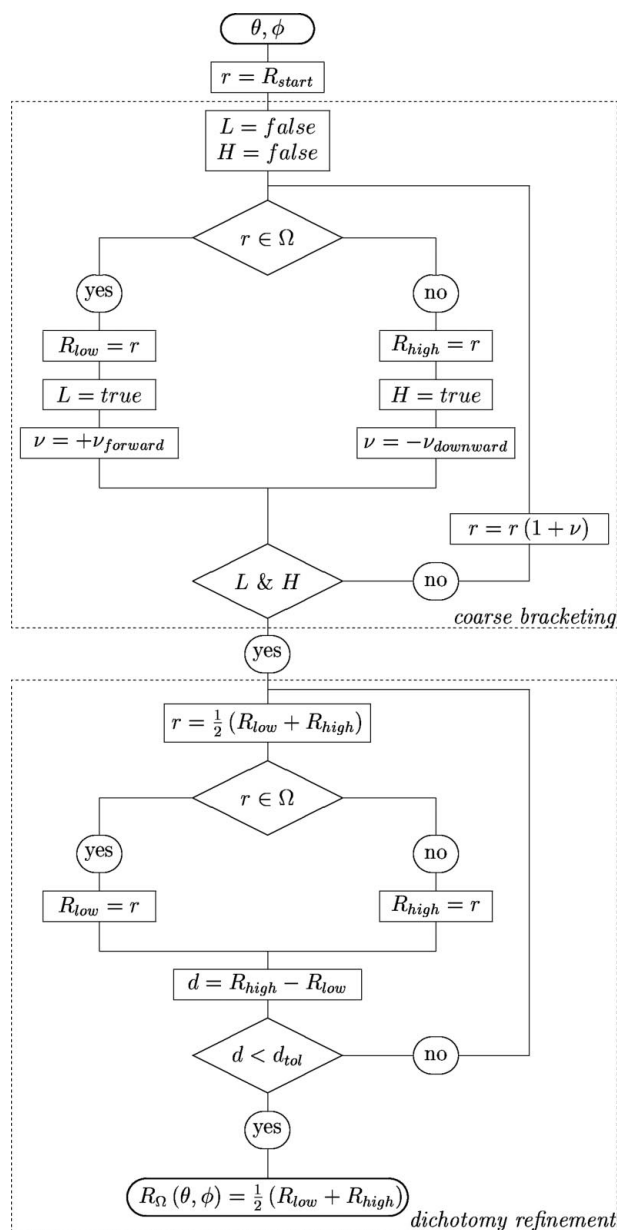 θ, ϕ
r = R_start
L = false
H = false
r ∈ Ω
yes
no
R_low = r
R_high = r
L = true
H = true
ν = +ν_forward
ν = −ν_downward
r = r (1 + ν)
L & H
no
coarse bracketing
yes
r = ½ (R_low + R_high)
r ∈ Ω
yes
no
R_low = r
R_high = r
d = R_high − R_low
d < d_tol
no
yes
R_Ω (θ, ϕ) = ½ (R_low + R_high)
dichotomy refinement